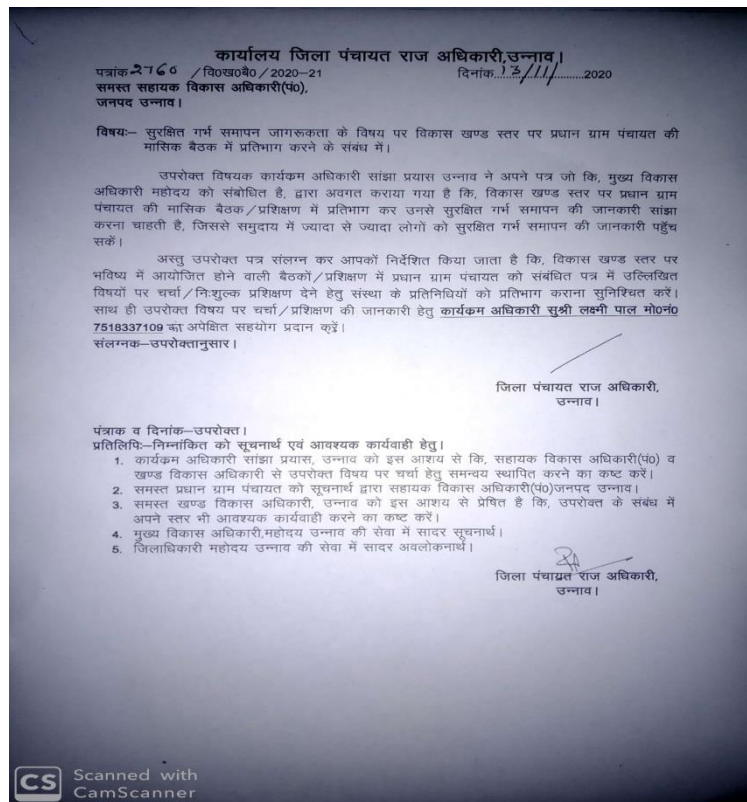 कार्यालय जिला पंचायत राज अधिकारी,उन्नाव।
पत्रांक 2760 /वि0ख0बै0/2020-21 दिनांक...13/11/.........2020
समस्त सहायक विकास अधिकारी(पं0),
जनपद उन्नाव।
विषयः– सुरक्षित गर्भ समापन जागरूकता के विषय पर विकास खण्ड स्तर पर प्रधान ग्राम पंचायत की
मासिक बैठक में प्रतिभाग करने के संबंध में।
उपरोक्त विषयक कार्यक्रम अधिकारी सांझा प्रयास उन्नाव ने अपने पत्र जो कि, मुख्य विकास
अधिकारी महोदय को संबोधित है, द्वारा अवगत कराया गया है कि, विकास खण्ड स्तर पर प्रधान ग्राम
पंचायत की मासिक बैठक/प्रशिक्षण में प्रतिभाग कर उनसे सुरक्षित गर्भ समापन की जानकारी सांझा
करना चाहती है, जिससे समुदाय में ज्यादा से ज्यादा लोगों को सुरक्षित गर्भ समापन की जानकारी पहुँच
सकें।
अस्तु उपरोक्त पत्र संलग्न कर आपकों निर्देशित किया जाता है कि, विकास खण्ड स्तर पर
भविष्य में आयोजित होने वाली बैठकों/प्रशिक्षण में प्रधान ग्राम पंचायत को संबंधित पत्र में उल्लिखित
विषयों पर चर्चा/निःशुल्क प्रशिक्षण देने हेतु संस्था के प्रतिनिधियों को प्रतिभाग कराना सुनिश्चित करें।
साथ ही उपरोक्त विषय पर चर्चा/प्रशिक्षण की जानकारी हेतु कार्यक्रम अधिकारी सुश्री लक्ष्मी पाल मो0नं0
7518337109 का अपेक्षित सहयोग प्रदान करें।
संलग्नक–उपरोक्तानुसार।
जिला पंचायत राज अधिकारी,
उन्नाव।
पंत्राक व दिनांक–उपरोक्त।
प्रतिलिपिः–निम्नांकित को सूचनार्थ एवं आवश्यक कार्यवाही हेतु।
1. कार्यक्रम अधिकारी सांझा प्रयास, उन्नाव को इस आशय से कि, सहायक विकास अधिकारी(पं0) व
खण्ड विकास अधिकारी से उपरोक्त विषय पर चर्चा हेतु समन्वय स्थापित करने का कष्ट करें।
2. समस्त प्रधान ग्राम पंचायत को सूचनार्थ द्वारा सहायक विकास अधिकारी(पं0)जनपद उन्नाव।
3. समस्त खण्ड विकास अधिकारी, उन्नाव को इस आशय से प्रेषित है कि, उपरोक्त के संबंध में
अपने स्तर भी आवश्यक कार्यवाही करने का कष्ट करें।
4. मुख्य विकास अधिकारी,महोदय उन्नाव की सेवा में सादर सूचनार्थ।
5. जिलाधिकारी महोदय उन्नाव की सेवा में सादर अवलोकनार्थ।
जिला पंचायत राज अधिकारी,
उन्नाव।
CS Scanned with
CamScanner